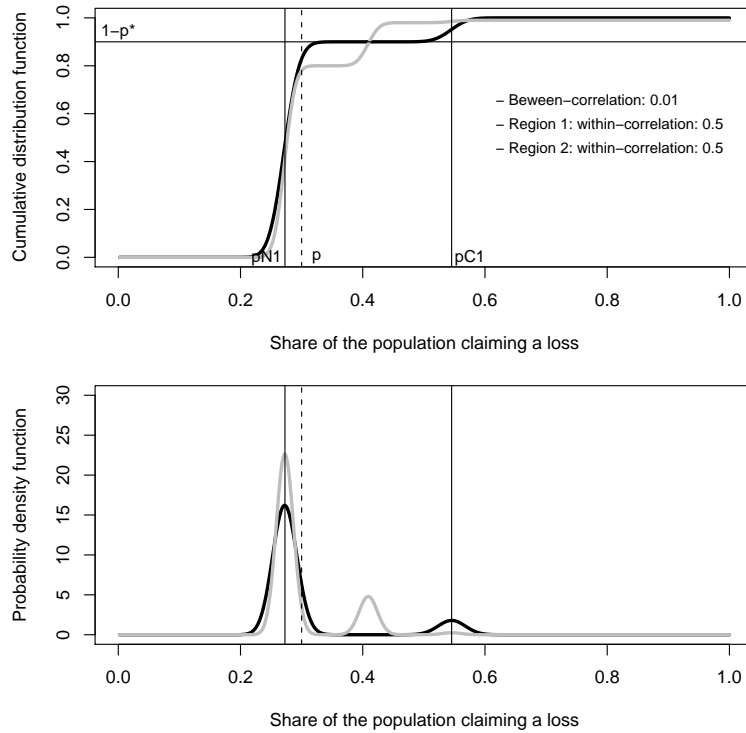 Cumulative distribution function
0.0 0.2 0.4 0.6 0.8 1.0
1−p*
− Beween−correlation: 0.01
− Region 1: within−correlation: 0.5
− Region 2: within−correlation: 0.5
pN1 p pC1
0.0 0.2 0.4 0.6 0.8 1.0
Share of the population claiming a loss
Probability density function
0 5 10 15 20 25 30
0.0 0.2 0.4 0.6 0.8 1.0
Share of the population claiming a loss